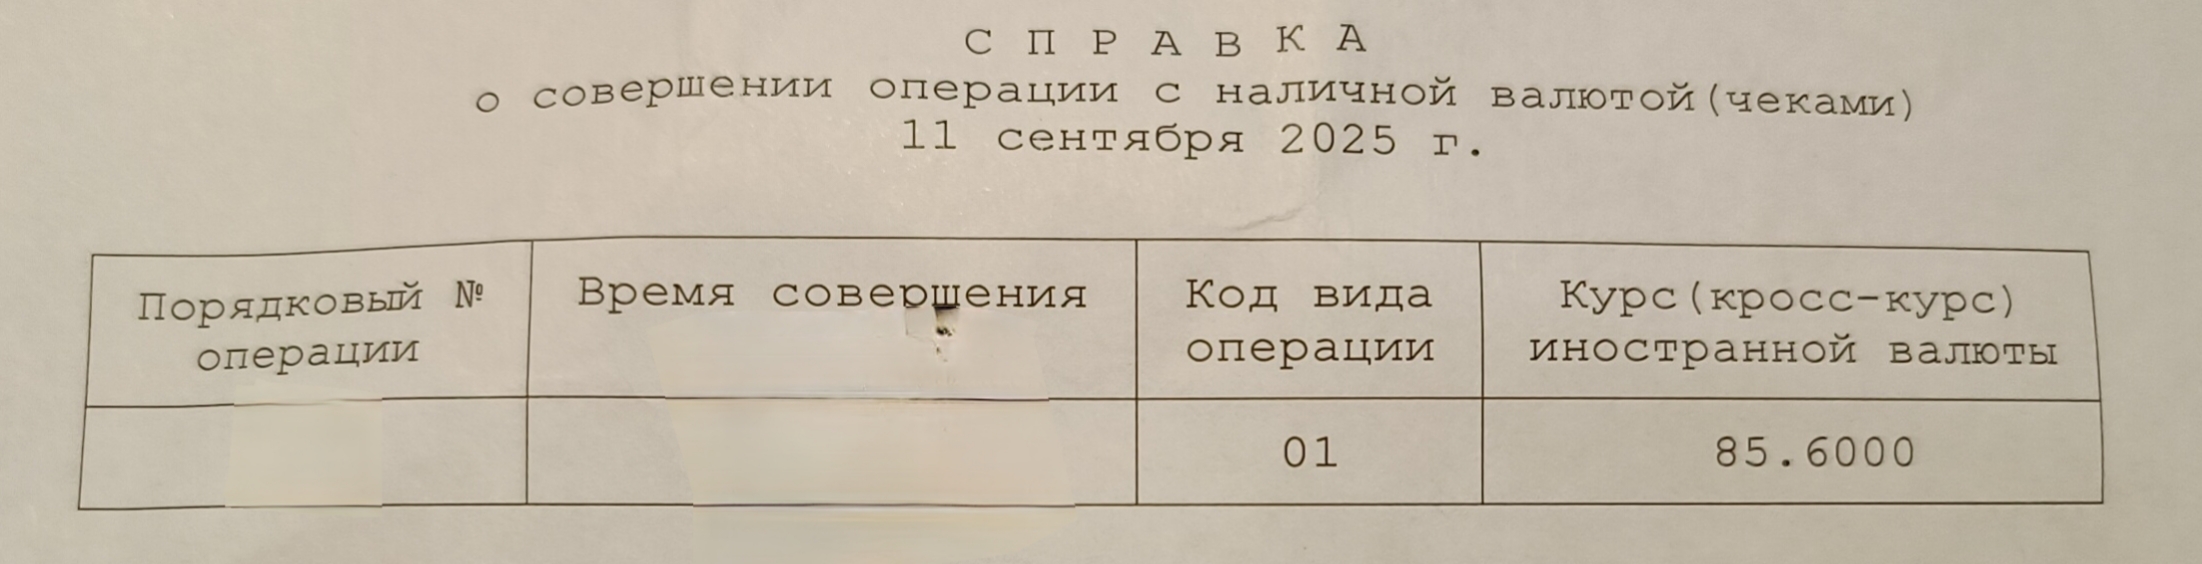 С П Р А В К А
о совершении операции с наличной валютой(чеками)
11 сентября 2025 г.
Порядковый № операции
Время совершения
Код вида операции
Курс(кросс-курс) иностранной валюты
01
85.6000